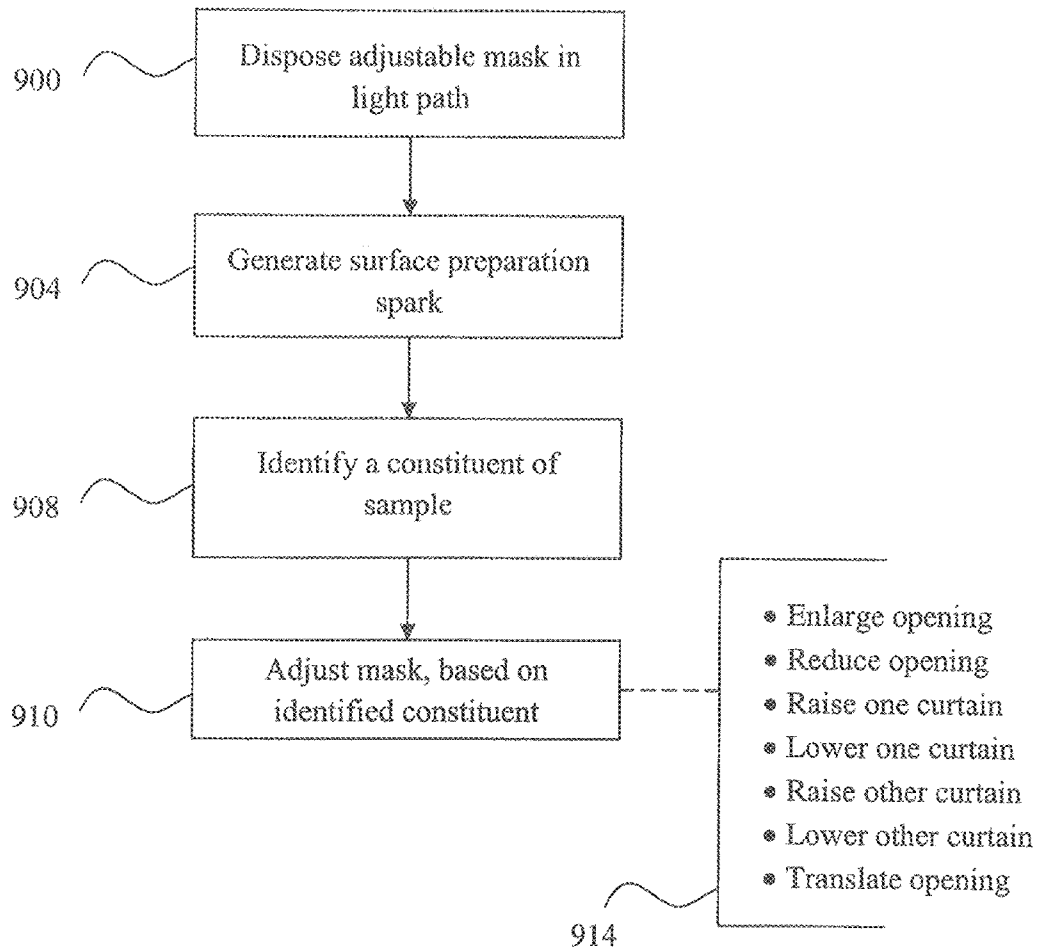 900
Dispose adjustable mask in
light path
904
Generate surface preparation
spark
908
Identify a constituent of
sample
910
Adjust mask, based on
identified constituent
• Enlarge opening
• Reduce opening
• Raise one curtain
• Lower one curtain
• Raise other curtain
• Lower other curtain
• Translate opening
914